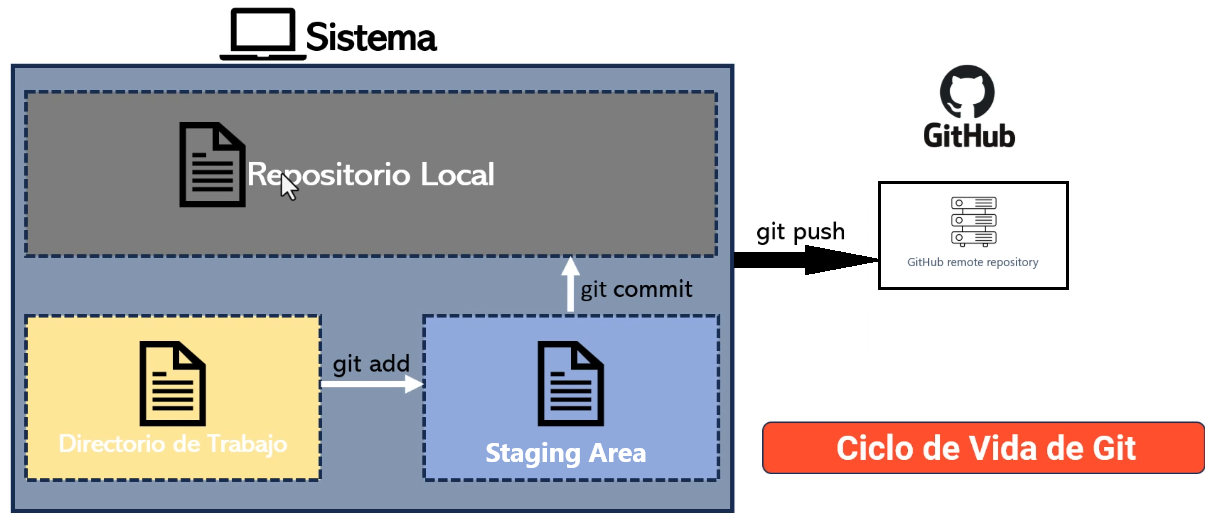 Sistema
Repositorio Local
GitHub
git push
GitHub remote repository
git commit
git add
Directorio de Trabajo
Staging Area
Ciclo de Vida de Git